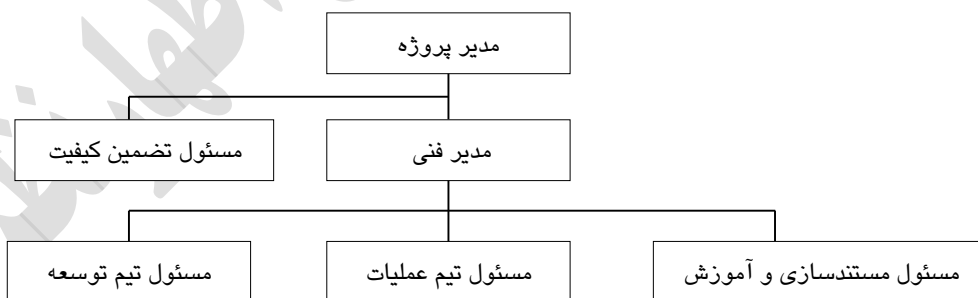 مدیر پروژه
مدیر فنی
مسئول تضمین کیفیت
مسئول مستندسازی و آموزش
مسئول تیم عملیات
مسئول تیم توسعه